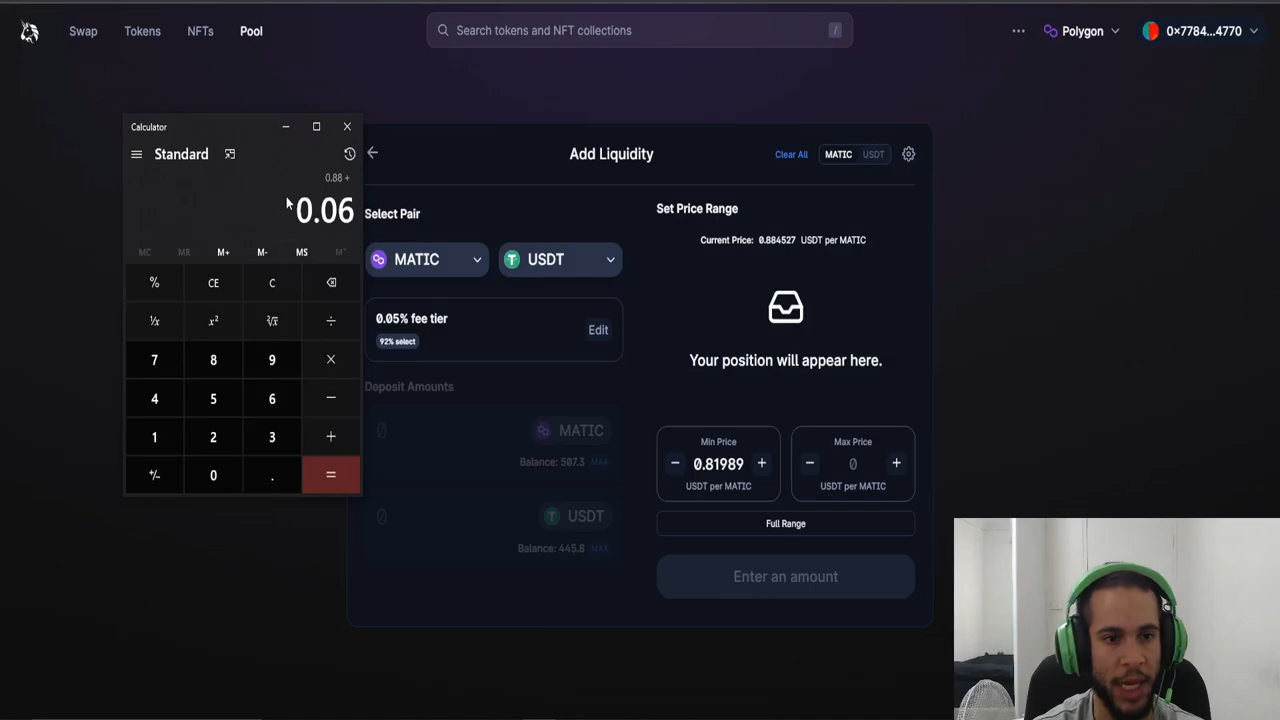 Swap Tokens NFTs Pool
Search tokens and NFT collections /
... Polygon 0×7784...4770
Calculator
Standard
0.88 +
0.06
MC MR M+ M- MS M˅
% CE C
¹/x x² ²√x ÷
7 8 9 ×
4 5 6 −
1 2 3 +
+/- 0 . =
Add Liquidity
Clear All MATIC USDT
Select Pair
MATIC USDT
0.05% fee tier
92% select
Edit
Deposit Amounts
0 MATIC
Balance: 507.3 MAX
0 USDT
Balance: 445.8 MAX
Set Price Range
Current Price: 0.884527 USDT per MATIC
Your position will appear here.
Min Price
− 0.81989 +
USDT per MATIC
Max Price
− 0 +
USDT per MATIC
Full Range
Enter an amount